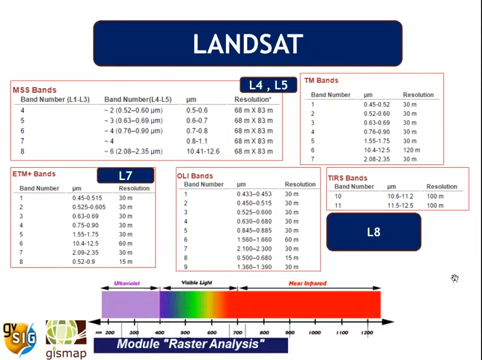 LANDSAT
L4 , L5
MSS Bands
Band Number (L1-L3) Band Number(L4-L5) µm Resolution*
4 ~ 2 (0.52–0.60 µm) 0.5-0.6 68 m X 83 m
5 ~ 3 (0.63–0.69 µm) 0.6-0.7 68 m X 83 m
6 ~ 4 (0.76–0.90 µm) 0.7-0.8 68 m X 83 m
7 ~ 4 0.8-1.1 68 m X 83 m
8 ~ 6 (2.08–2.35 µm) 10.41-12.6 68 m X 83 m
TM Bands
Band Number µm Resolution
1 0.45-0.52 30 m
2 0.52-0.60 30 m
3 0.63-0.69 30 m
4 0.76-0.90 30 m
5 1.55-1.75 30 m
6 10.4-12.5 120 m
7 2.08-2.35 30 m
ETM+ Bands
L7
Band Number µm Resolution
1 0.45-0.515 30 m
2 0.525-0.605 30 m
3 0.63-0.69 30 m
4 0.75-0.90 30 m
5 1.55-1.75 30 m
6 10.4-12.5 60 m
7 2.09-2.35 30 m
8 0.52-0.9 15 m
OLI Bands
Band Number µm Resolution
1 0.433–0.453 30 m
2 0.450–0.515 30 m
3 0.525–0.600 30 m
4 0.630–0.680 30 m
5 0.845–0.885 30 m
6 1.560–1.660 60 m
7 2.100–2.300 30 m
8 0.500–0.680 15 m
9 1.360–1.390 30 m
TIRS Bands
Band Number µm Resolution
10 10.6-11.2 100 m
11 11.5-12.5 100 m
L8
Ultraviolet Visible Light Near Infrared
nm 200 300 400 500 600 700 800 900 1000 1100 1200
gv SIG
gismap
Module "Raster Analysis"